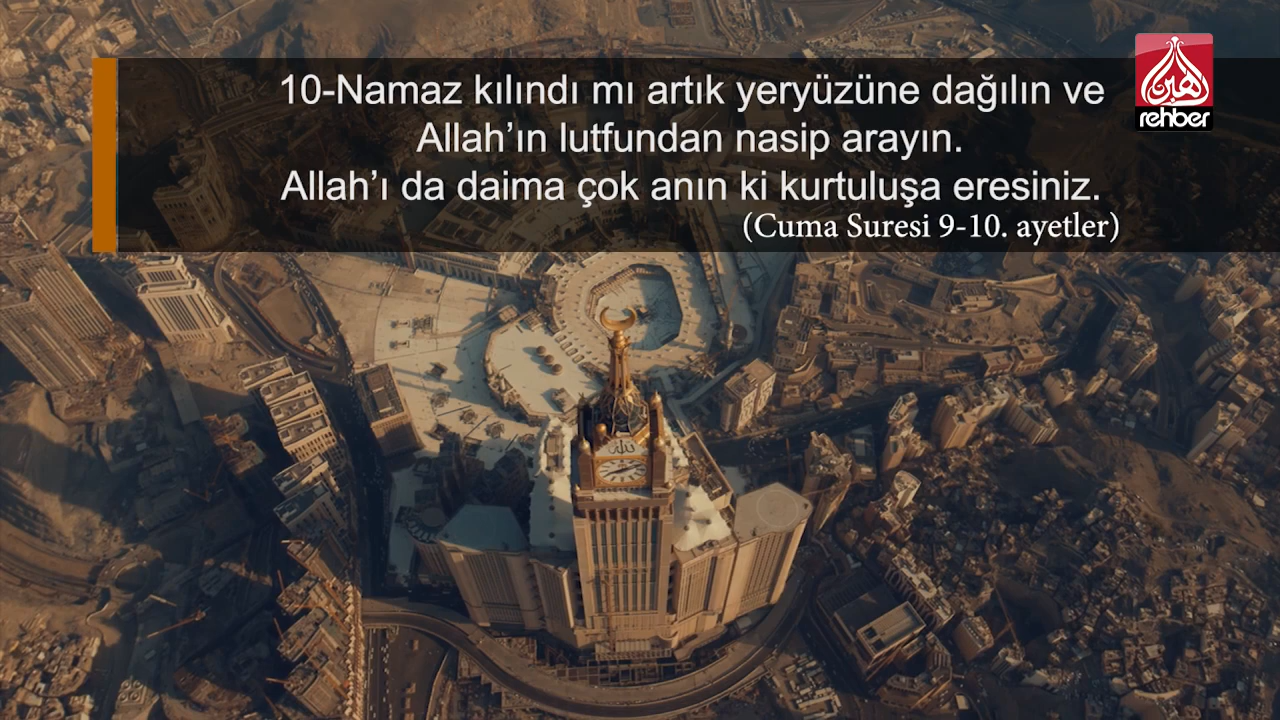 10-Namaz kılındı mı artık yeryüzüne dağılın ve
Allah’ın lutfundan nasip arayın.
Allah’ı da daima çok anın ki kurtuluşa eresiniz.
(Cuma Suresi 9-10. ayetler)
rehber